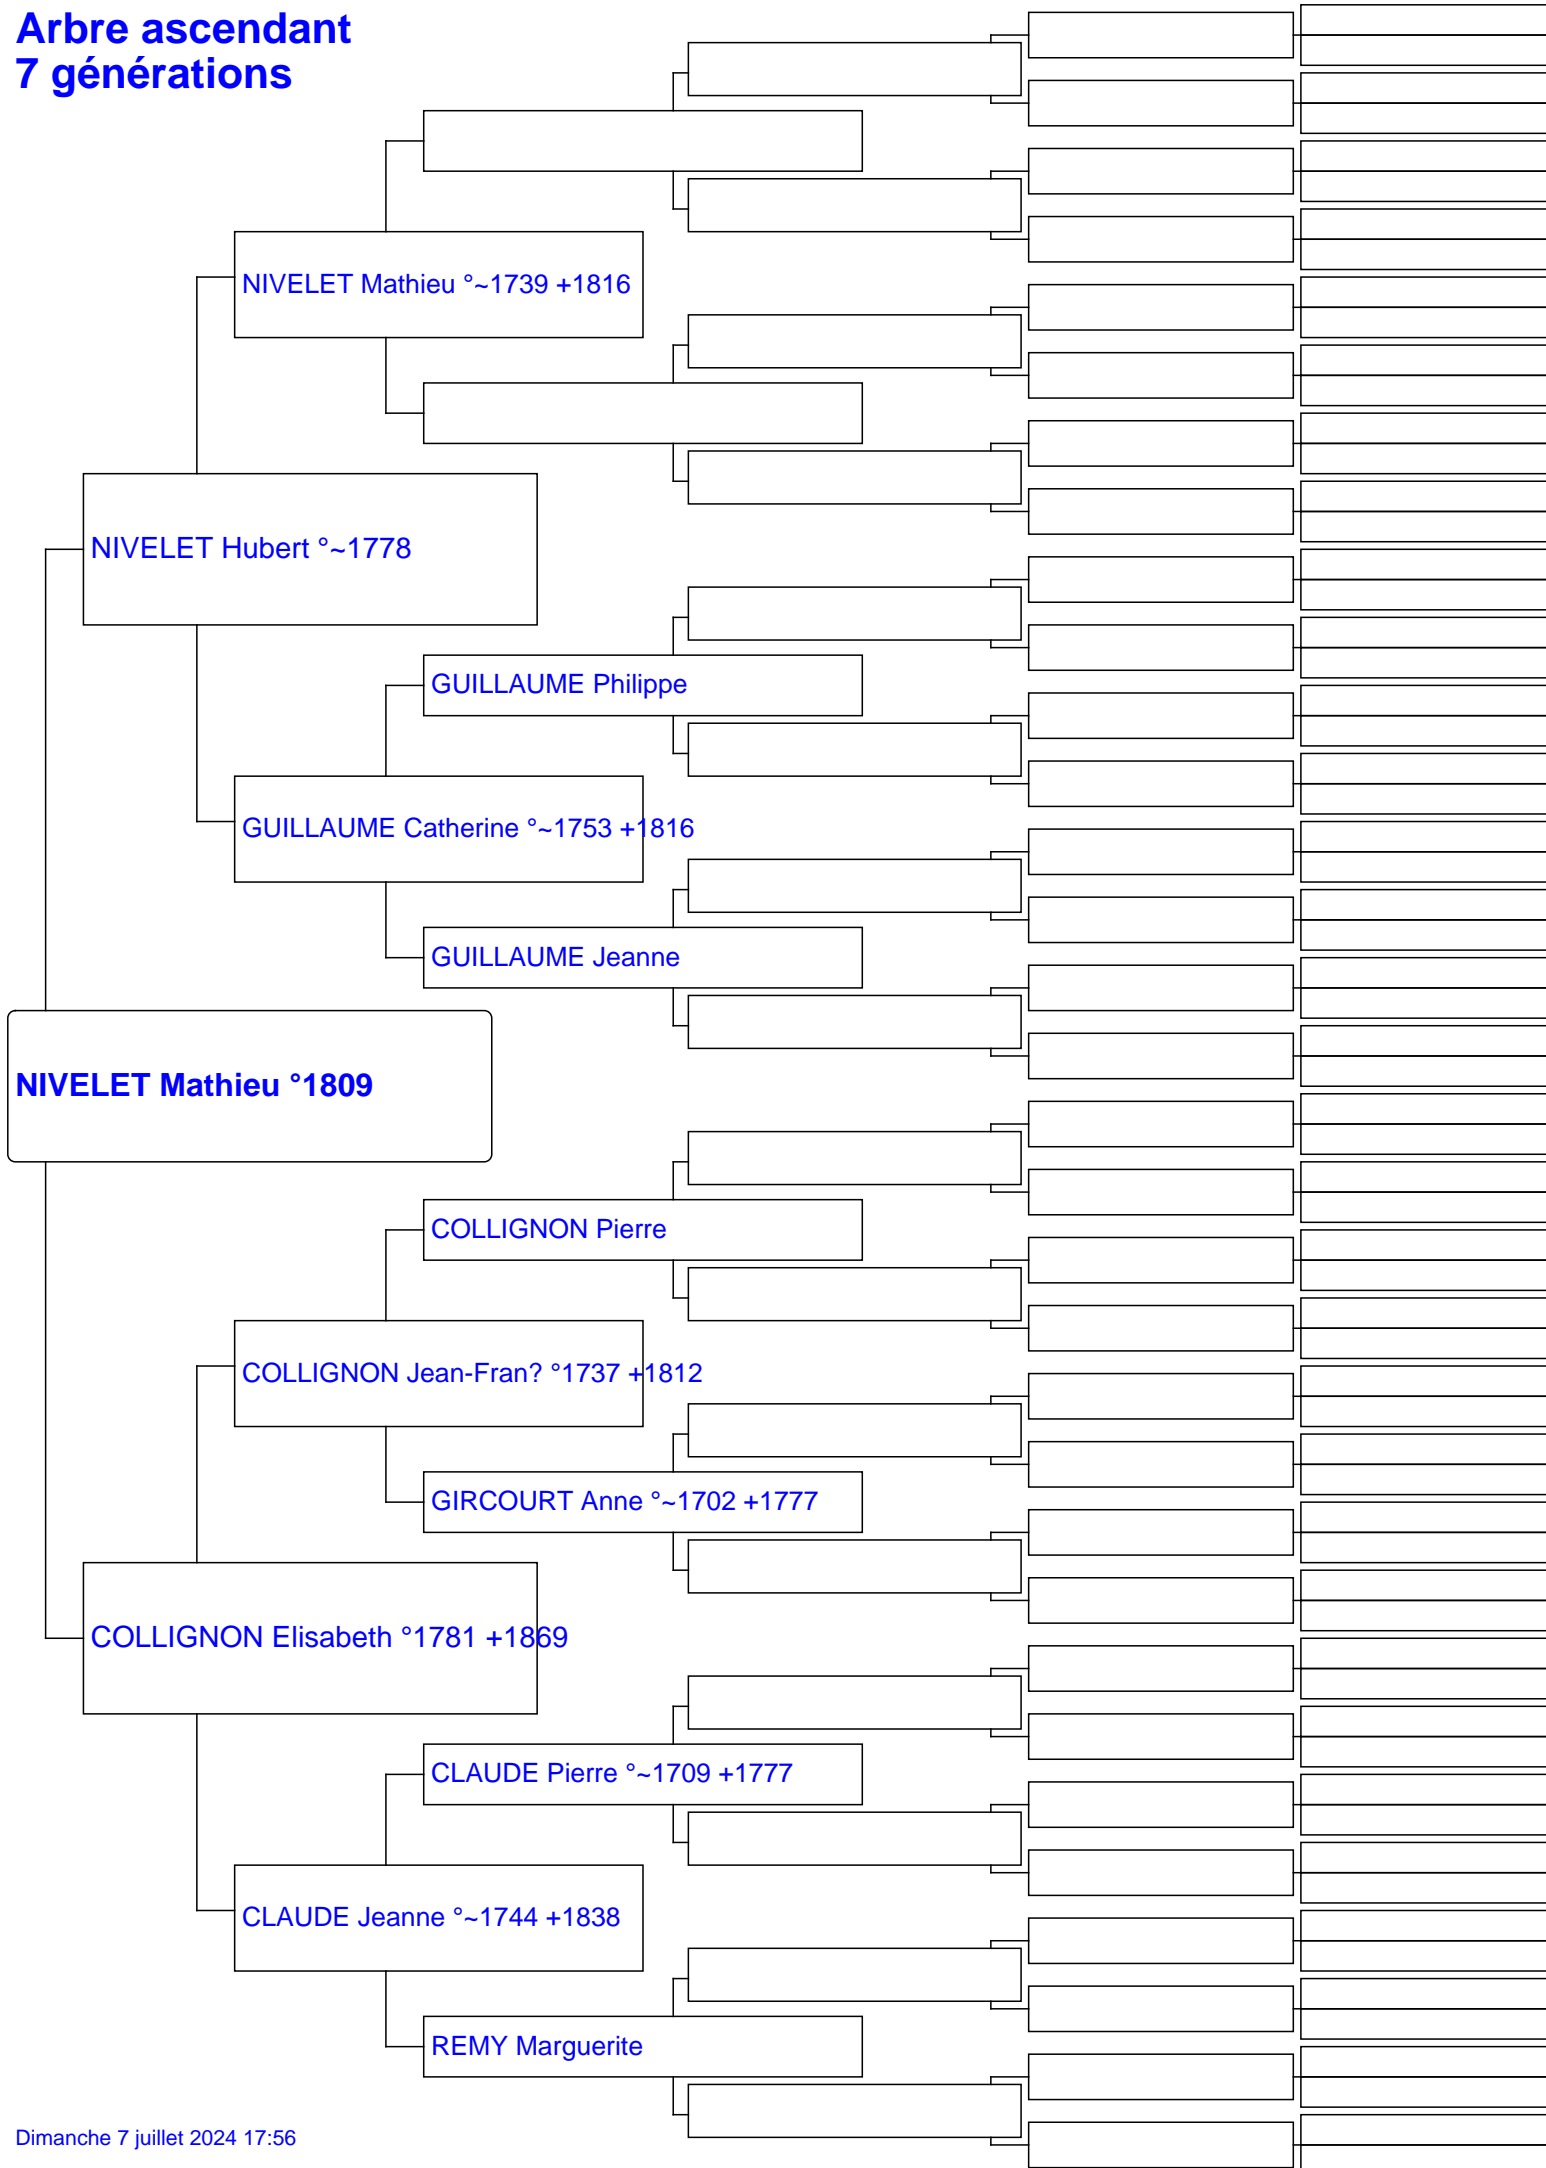 Arbre ascendant
7 générations
NIVELET Mathieu °~1739 +1816
NIVELET Hubert °~1778
GUILLAUME Philippe
GUILLAUME Catherine °~1753 +1816
GUILLAUME Jeanne
NIVELET Mathieu °1809
COLLIGNON Pierre
COLLIGNON Jean-Fran? °1737 +1812
GIRCOURT Anne °~1702 +1777
COLLIGNON Elisabeth °1781 +1869
CLAUDE Pierre °~1709 +1777
CLAUDE Jeanne °~1744 +1838
REMY Marguerite
Dimanche 7 juillet 2024 17:56